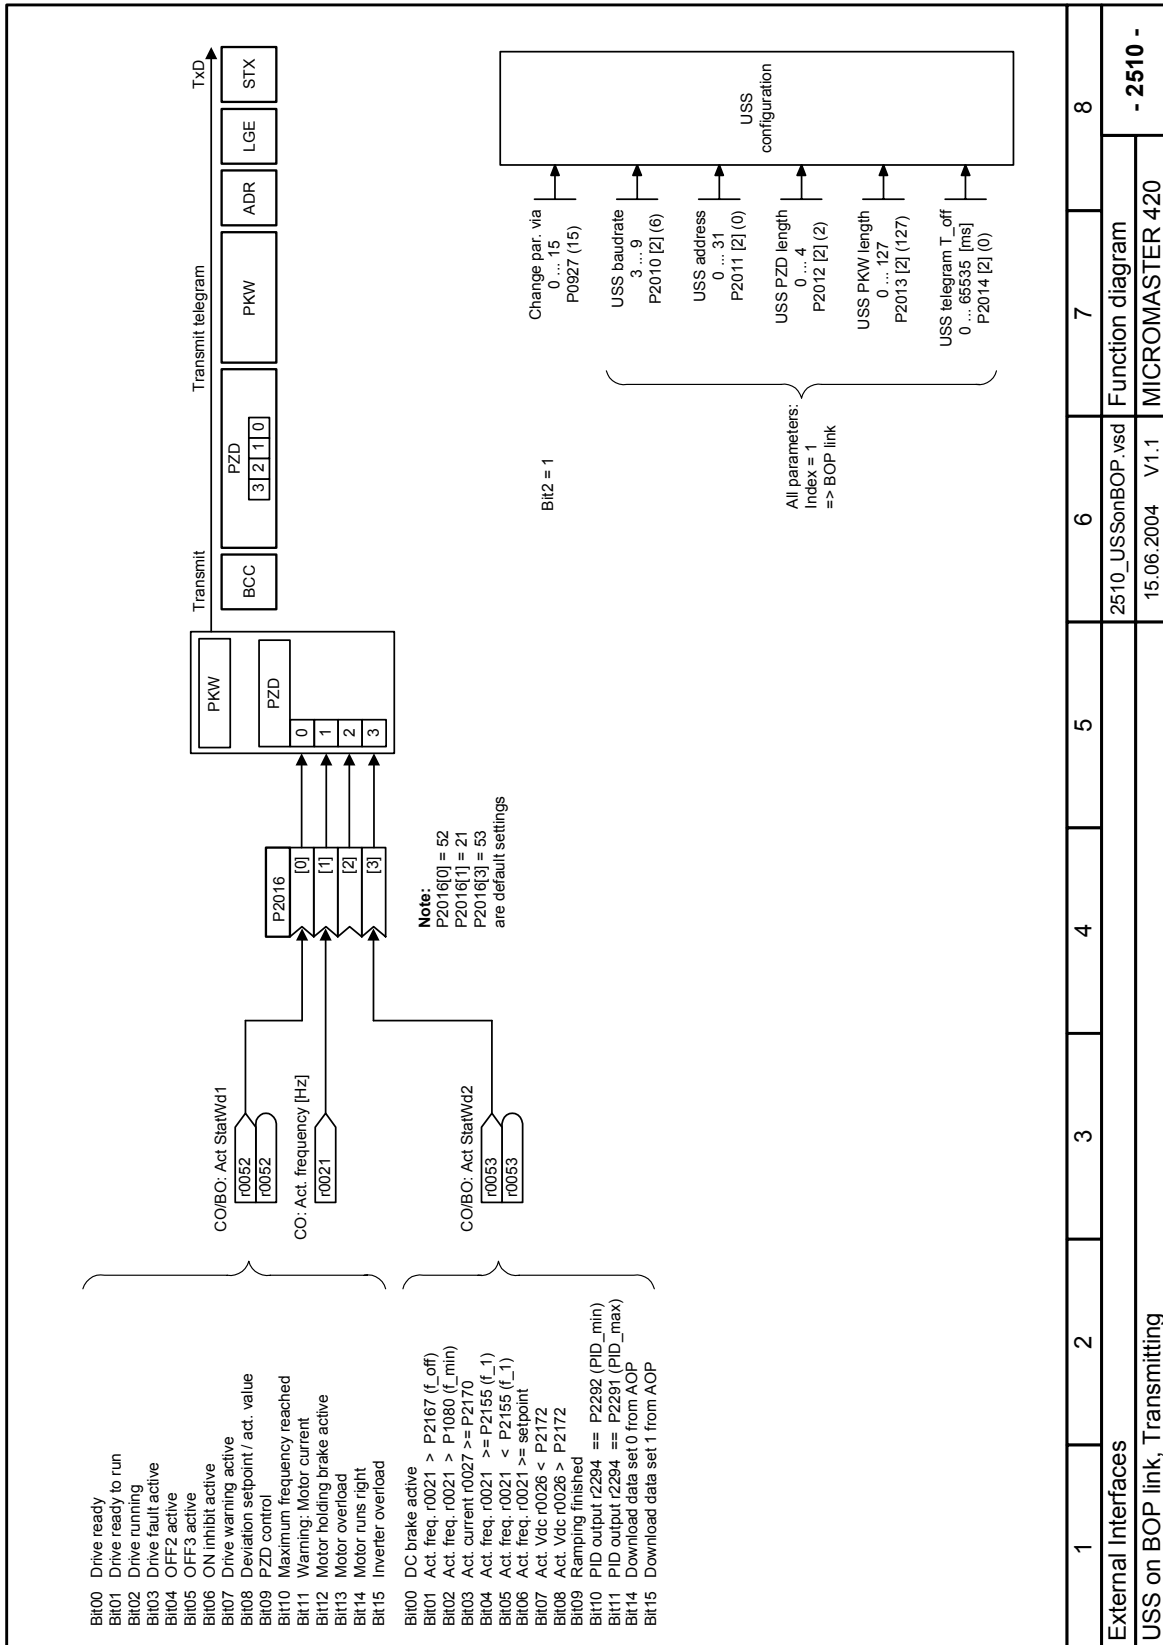 Bit00 Drive ready
Bit01 Drive ready to run
Bit02 Drive running
Bit03 Drive fault active
Bit04 OFF2 active
Bit05 OFF3 active
Bit06 ON inhibit active
Bit07 Drive warning active
Bit08 Deviation setpoint / act. value
Bit09 PZD control
Bit10 Maximum frequency reached
Bit11 Warning: Motor current
Bit12 Motor holding brake active
Bit13 Motor overload
Bit14 Motor runs right
Bit15 Inverter overload
Bit00 DC brake active
Bit01 Act. freq. r0021 > P2167 (f_off)
Bit02 Act. freq. r0021 > P1080 (f_min)
Bit03 Act. current r0027 >= P2170
Bit04 Act. freq. r0021 >= P2155 (f_1)
Bit05 Act. freq. r0021 < P2155 (f_1)
Bit06 Act. freq. r0021 >= setpoint
Bit07 Act. Vdc r0026 < P2172
Bit08 Act. Vdc r0026 > P2172
Bit09 Ramping finished
Bit10 PID output r2294 == P2292 (PID_min)
Bit11 PID output r2294 == P2291 (PID_max)
Bit14 Download data set 0 from AOP
Bit15 Download data set 1 from AOP
CO/BO: Act StatWd1
r0052
r0052
CO: Act. frequency [Hz]
r0021
CO/BO: Act StatWd2
r0053
r0053
P2016
[0]
[1]
[2]
[3]
Note:
P2016[0] = 52
P2016[1] = 21
P2016[3] = 53
are default settings
PKW
PZD
0
1
2
3
Transmit
Transmit telegram
TxD
BCC
PZD
3 2 1 0
PKW
ADR
LGE
STX
Bit2 = 1
Change par. via
0 ... 15
P0927 (15)
All parameters:
Index = 1
=> BOP link
USS baudrate
3 ... 9
P2010 [2] (6)
USS address
0 ... 31
P2011 [2] (0)
USS PZD length
0 ... 4
P2012 [2] (2)
USS PKW length
0 ... 127
P2013 [2] (127)
USS telegram T_off
0 ... 65535 [ms]
P2014 [2] (0)
USS
configuration
1 2 3 4 5 6 7 8
External Interfaces 2510_USSonBOP.vsd Function diagram - 2510 -
USS on BOP link, Transmitting 15.06.2004 V1.1 MICROMASTER 420